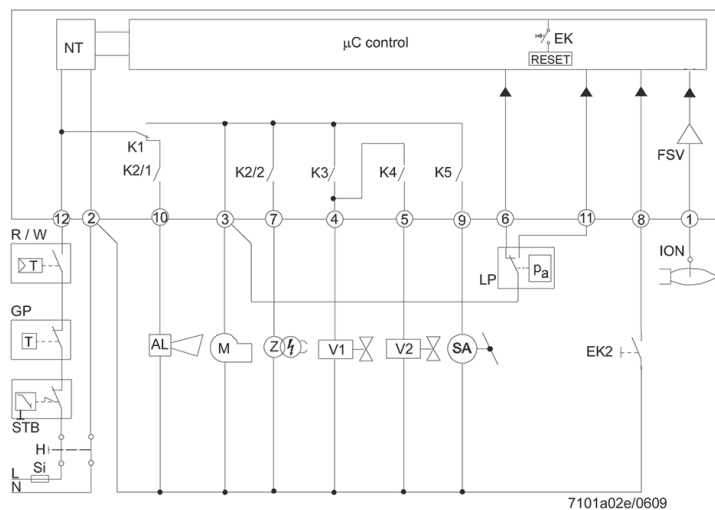 NT
µC control
EK
RESET
K1
K2/1
K2/2
K3
K4
K5
FSV
12
2
10
3
7
4
5
9
6
11
8
1
R / W
T
LP
pa
ION
GP
T
AL
M
Z
V1
V2
SA
EK2
STB
H
Si
L
N
7101a02e/0609